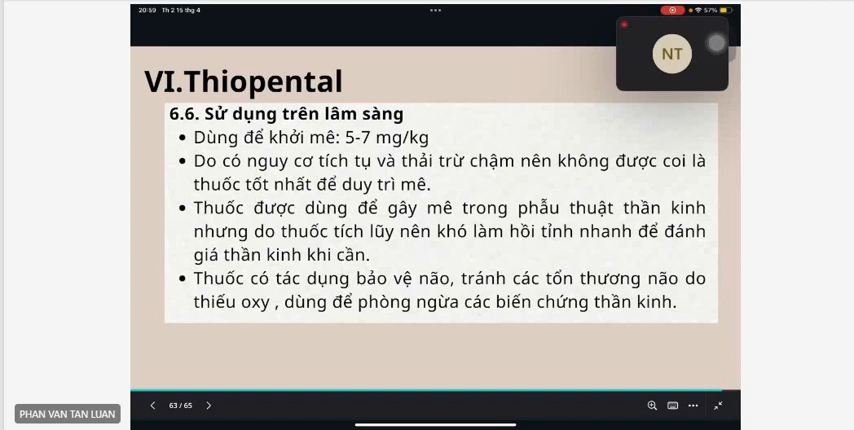 20:59 Th 2 15 thg 4
57%
NT
VI.Thiopental
6.6. Sử dụng trên lâm sàng
• Dùng để khởi mê: 5-7 mg/kg
• Do có nguy cơ tích tụ và thải trừ chậm nên không được coi là
thuốc tốt nhất để duy trì mê.
• Thuốc được dùng để gây mê trong phẫu thuật thần kinh
nhưng do thuốc tích lũy nên khó làm hồi tỉnh nhanh để đánh
giá thần kinh khi cần.
• Thuốc có tác dụng bảo vệ não, tránh các tổn thương não do
thiếu oxy , dùng để phòng ngừa các biến chứng thần kinh.
63 / 65
PHAN VAN TAN LUAN